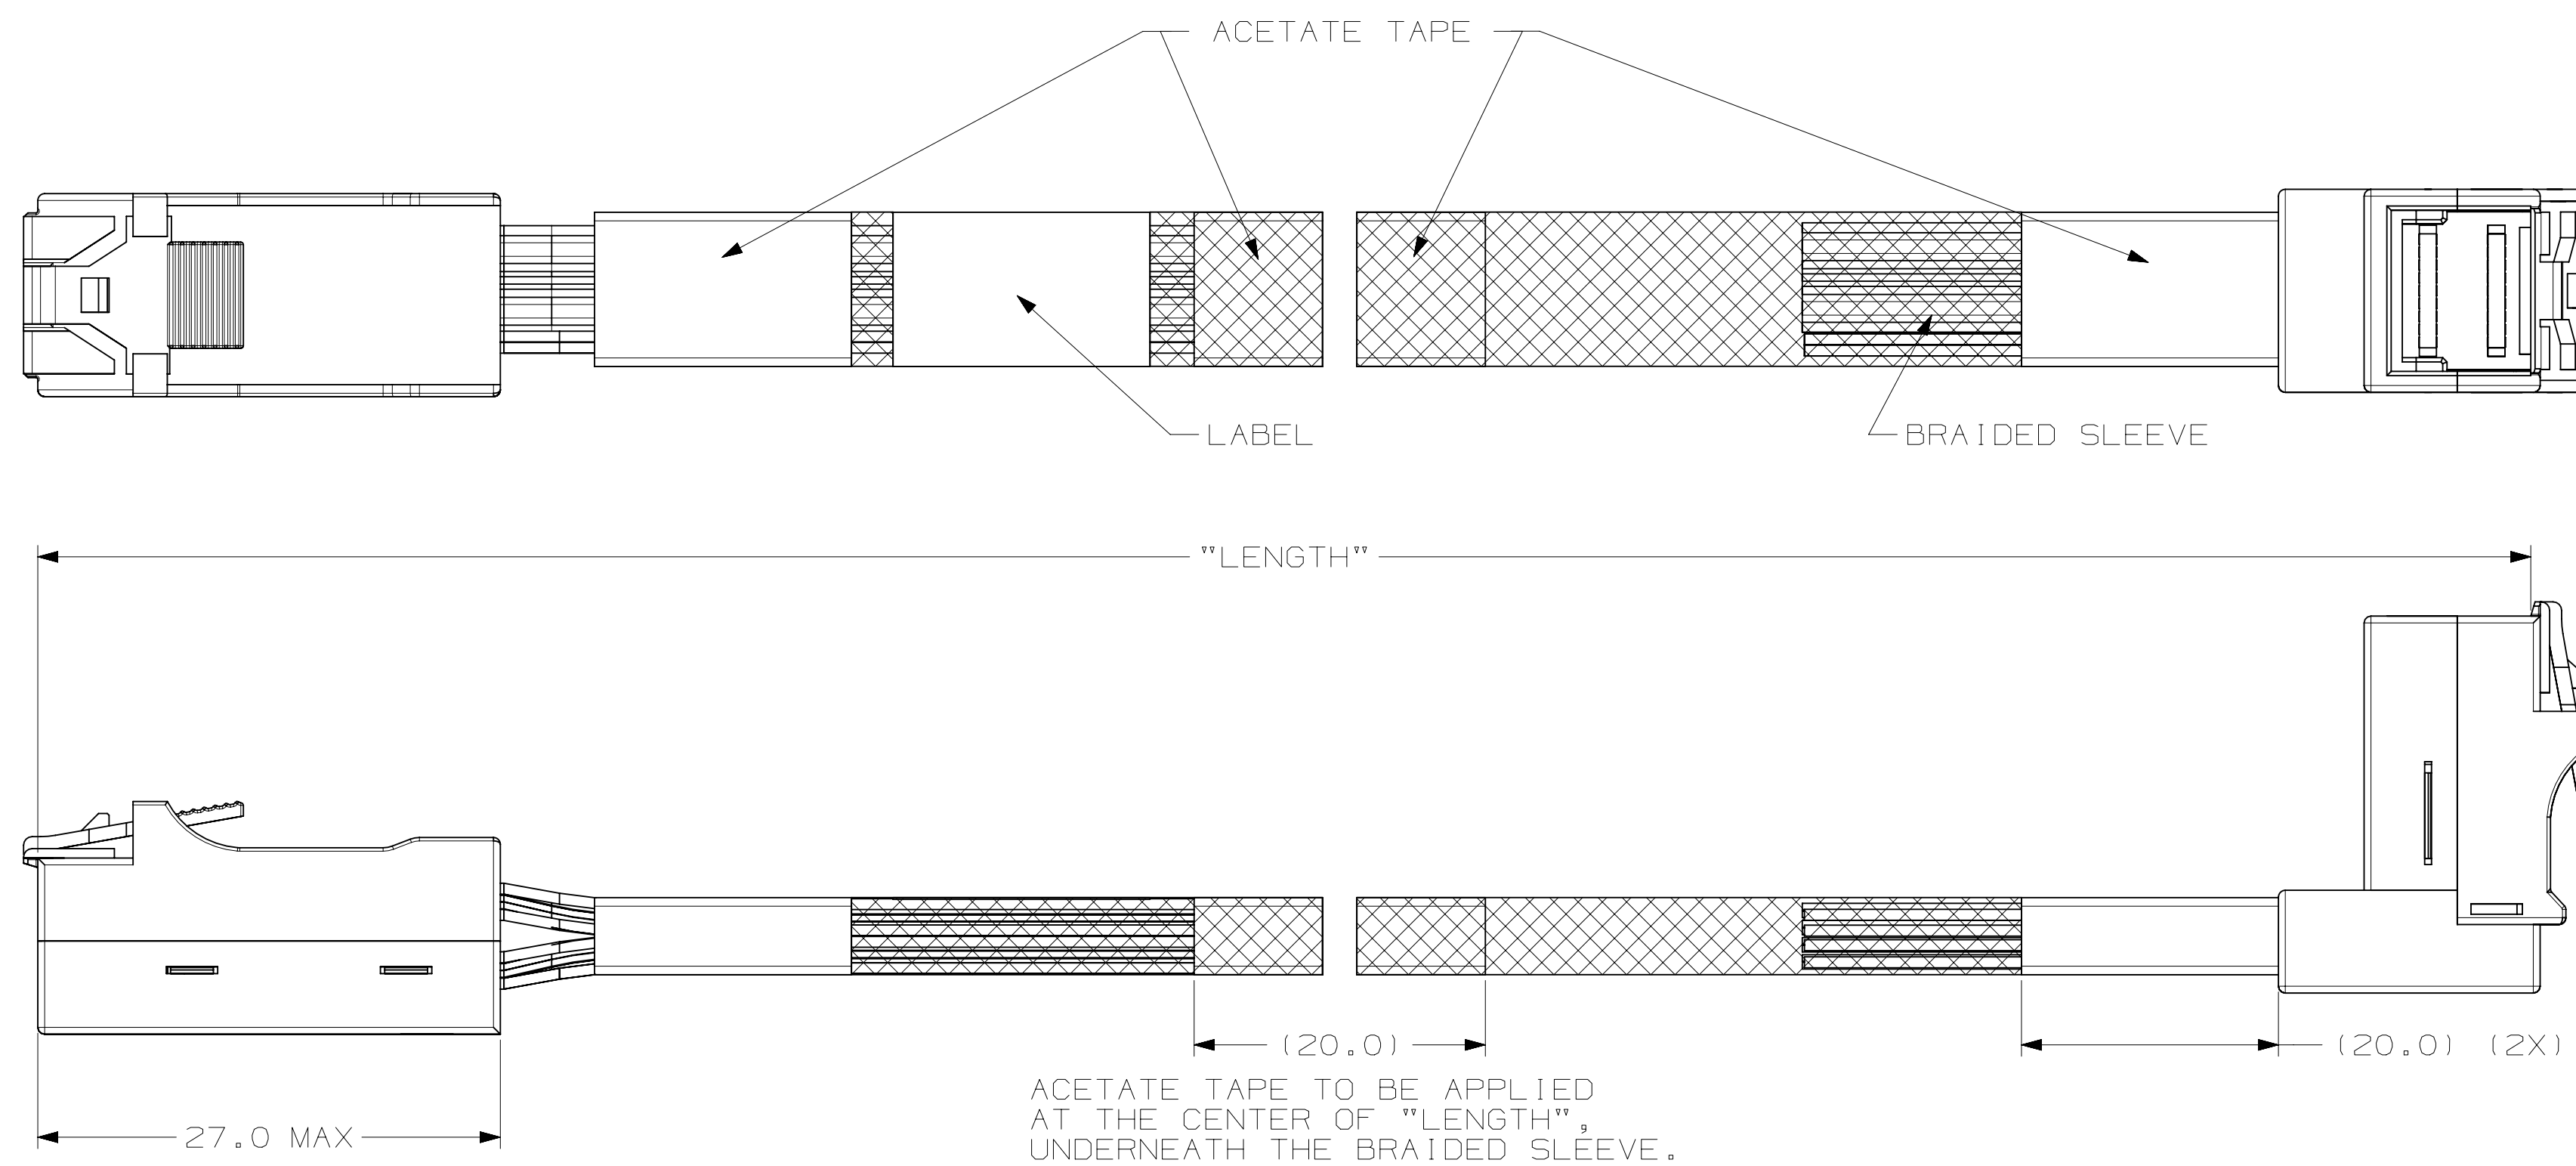 ACETATE TAPE
LABEL
BRAIDED SLEEVE
"LENGTH"
(20.0)
(20.0) (2X)
ACETATE TAPE TO BE APPLIED
AT THE CENTER OF "LENGTH",
UNDERNEATH THE BRAIDED SLEEVE.
27.0 MAX